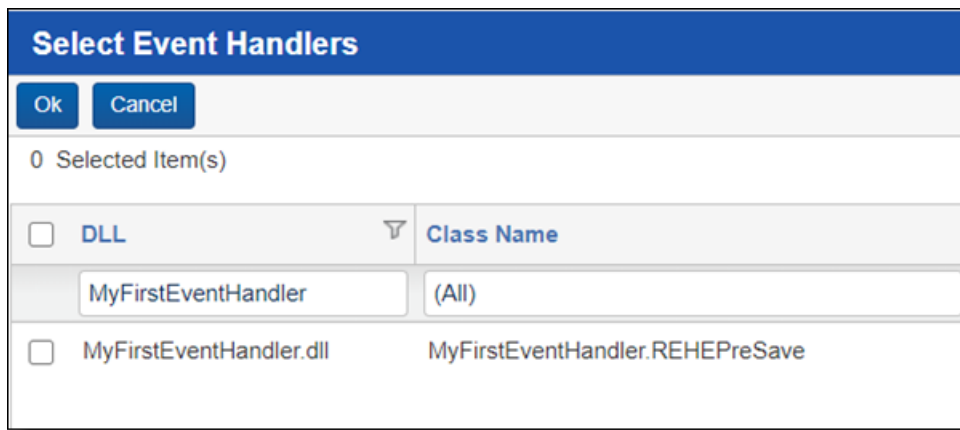 Select Event Handlers
Ok Cancel
0 Selected Item(s)
DLL Class Name
MyFirstEventHandler (All)
MyFirstEventHandler.dll MyFirstEventHandler.REHEPreSave